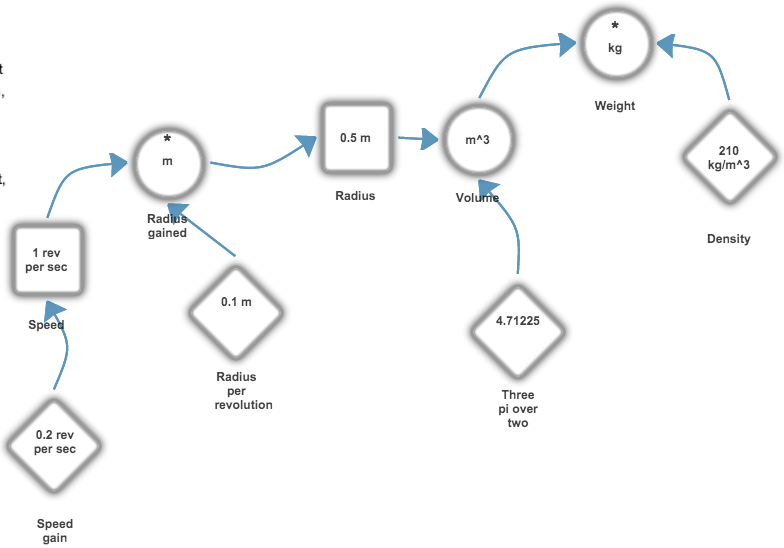 *
kg
Weight
t
,
*
m
0.5 m
m^3
210
kg/m^3
t,
Radius
Volume
Radius
gained
Density
1 rev
per sec
0.1 m
Speed
4.71225
Radius
per
revolution
Three
pi over
two
0.2 rev
per sec
Speed
gain